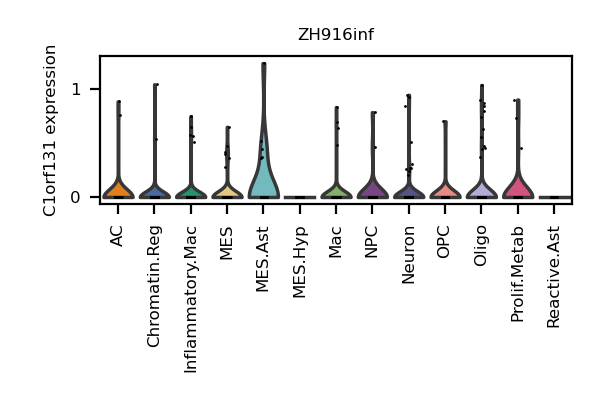 ZH916inf
C1orf131 expression
1
0
AC
Chromatin.Reg
Inflammatory.Mac
MES
MES.Ast
MES.Hyp
Mac
NPC
Neuron
OPC
Oligo
Prolif.Metab
Reactive.Ast